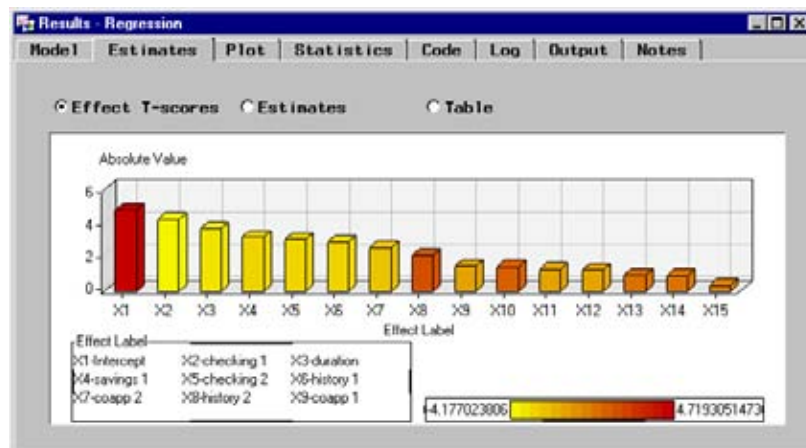 Results - Regression
Model Estimates Plot Statistics Code Log Output Notes
Effect T-scores Estimates Table
Absolute Value
6
4
2
0
X1 X2 X3 X4 X5 X6 X7 X8 X9 X10 X11 X12 X13 X14 X15
Effect Label
Effect Label
X1-Intercept X2-checking 1 X3-duration
X4-savings 1 X5-checking 2 X6-history 1
X7-coapp 2 X8-history 2 X9-coapp 1
-4.177023806 4.7193051473